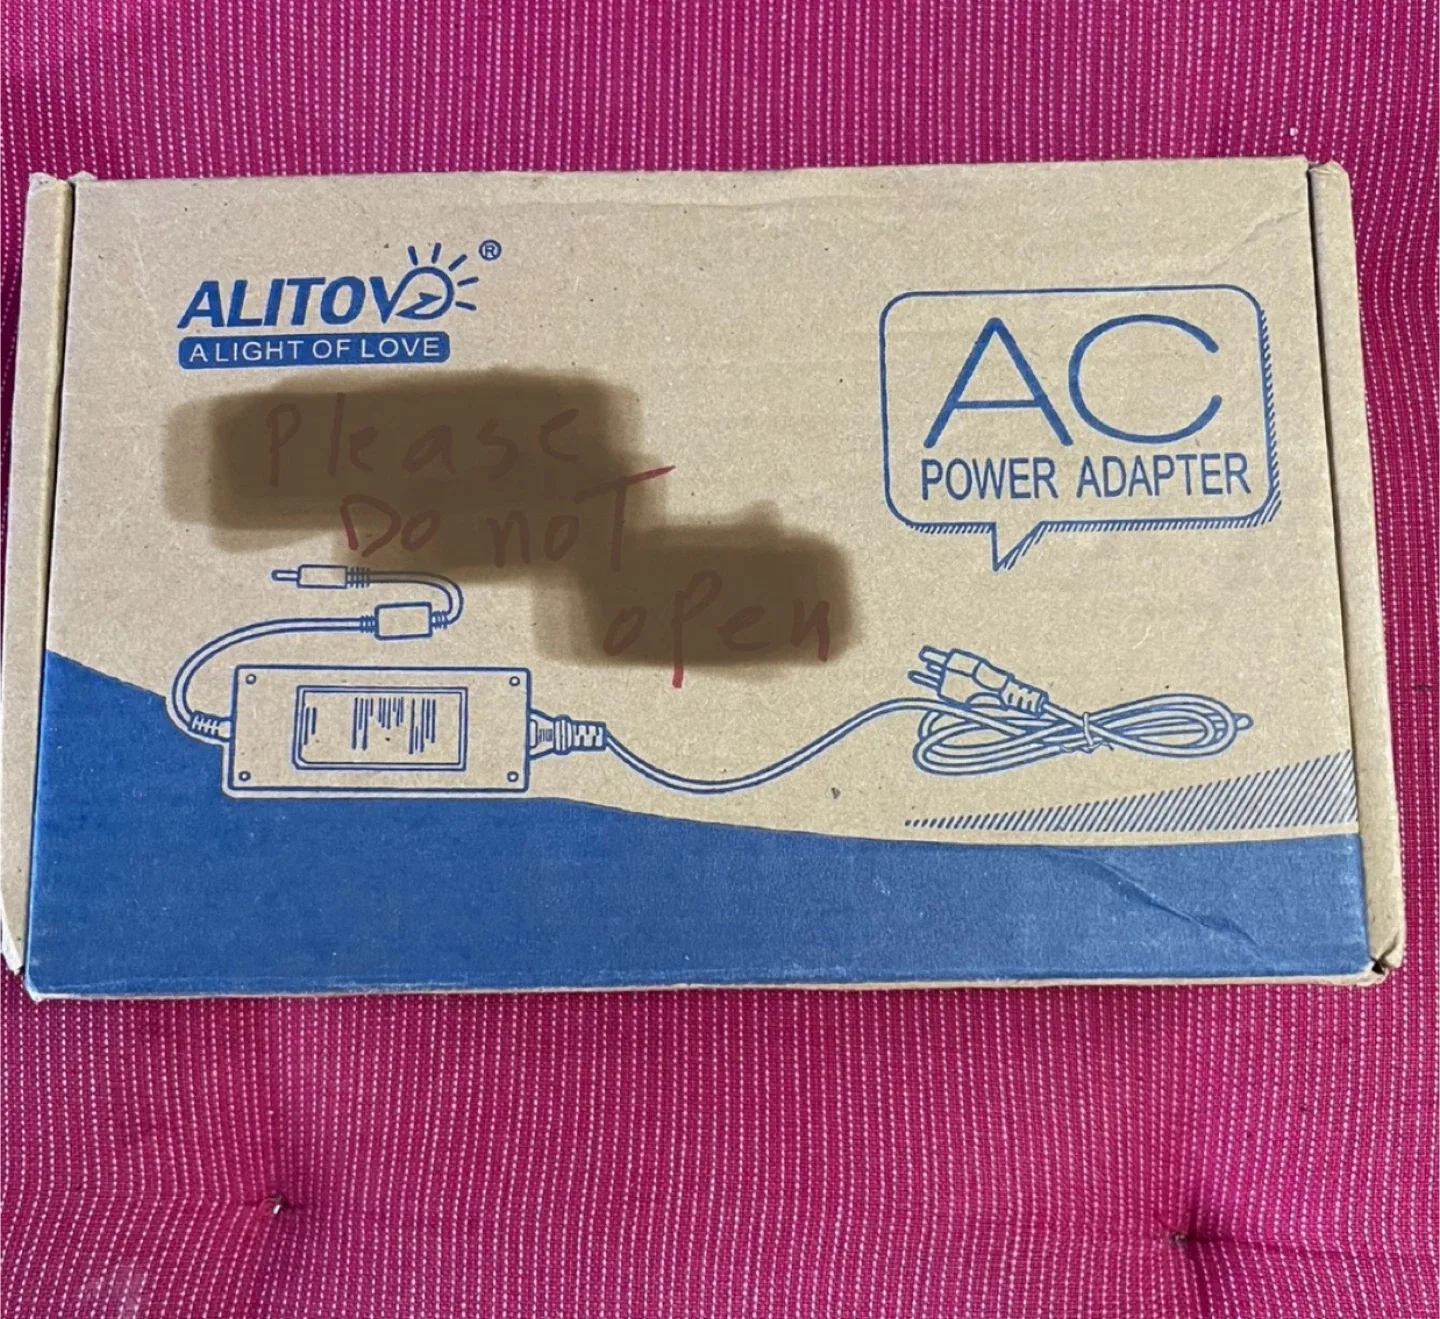 ALITOVE®
A LIGHT OF LOVE
AC
POWER ADAPTER
please
Do noT
open